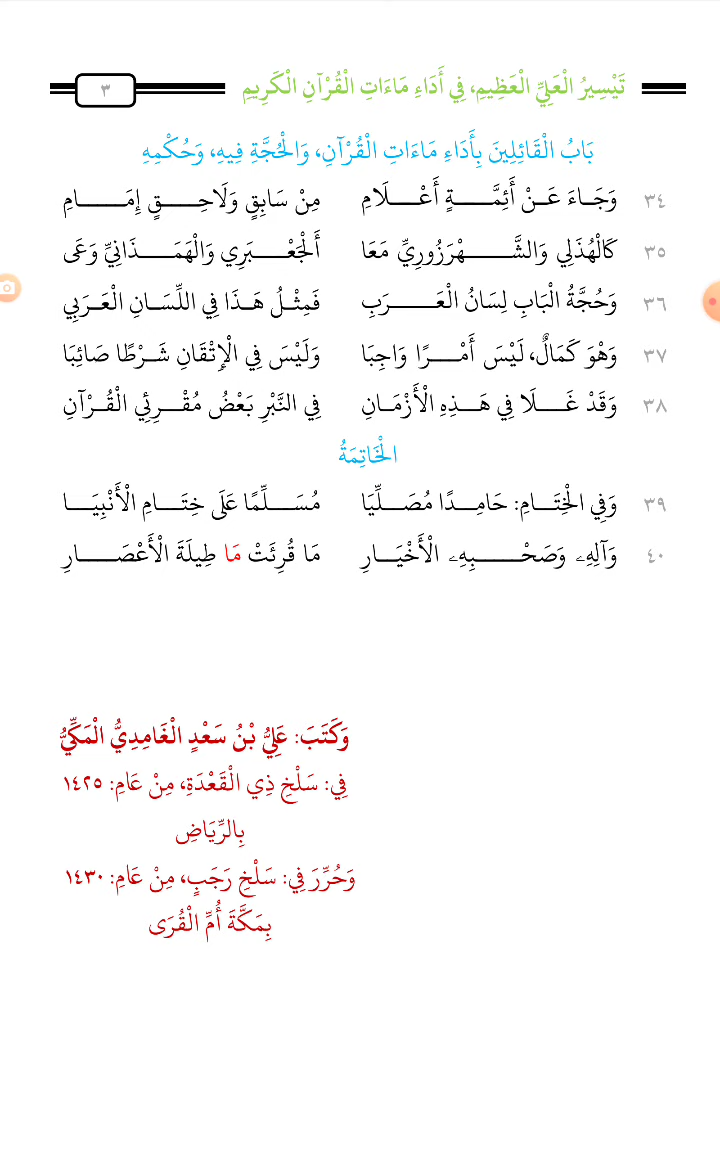 تَيْسِيرُ الْعَلِيِّ الْعَظِيمِ، فِي أَدَاءِ مَاءَاتِ الْقُرْآنِ الْكَرِيمِ ٣
بَابُ الْقَائِلِينَ بِأَدَاءِ مَاءَاتِ الْقُرْآنِ، وَالْحُجَّةِ فِيهِ، وَحُكْمِهِ
٣٤ وَجَاءَ عَنْ أَئِمَّةٍ أَعْلَامِ مِنْ سَابِقٍ وَلَاحِقٍ إِمَامِ
٣٥ كَالْهُذَلِي وَالشَّهْرَزُورِيِّ مَعَا أَلْجَعْبَرِي وَالْهَمَذَانِيِّ وَعَى
٣٦ وَحُجَّةُ الْبَابِ لِسَانُ الْعَرَبِ فَمِثْلُ هَذَا فِي اللِّسَانِ الْعَرَبِي
٣٧ وَهْوَ كَمَالٌ، لَيْسَ أَمْرًا وَاجِبَا وَلَيْسَ فِي الْإِتْقَانِ شَرْطًا صَائِبَا
٣٨ وَقَدْ غَلَا فِي هَذِهِ الْأَزْمَانِ فِي النَّبْرِ بَعْضُ مُقْرِئِي الْقُرْآنِ
الْخَاتِمَةُ
٣٩ وَفِي الْخِتَامِ: حَامِدًا مُصَلِّيَا مُسَلِّمًا عَلَى خِتَامِ الْأَنْبِيَا
٤٠ وَآلِهِۦ وَصَحْبِهِۦ الْأَخْيَارِ مَا قُرِئَتْ مَا طِيلَةَ الْأَعْصَارِ
وَكَتَبَ: عَلِيُّ بْنُ سَعْدٍ الْغَامِدِيُّ الْمَكِّيُّ
فِي: سَلْخِ ذِي الْقَعْدَةِ، مِنْ عَامِ: ١٤٢٥
بِالرِّيَاضِ
وَحُرِّرَ فِي: سَلْخِ رَجَبٍ، مِنْ عَامِ: ١٤٣٠
بِمَكَّةَ أُمِّ الْقُرَى